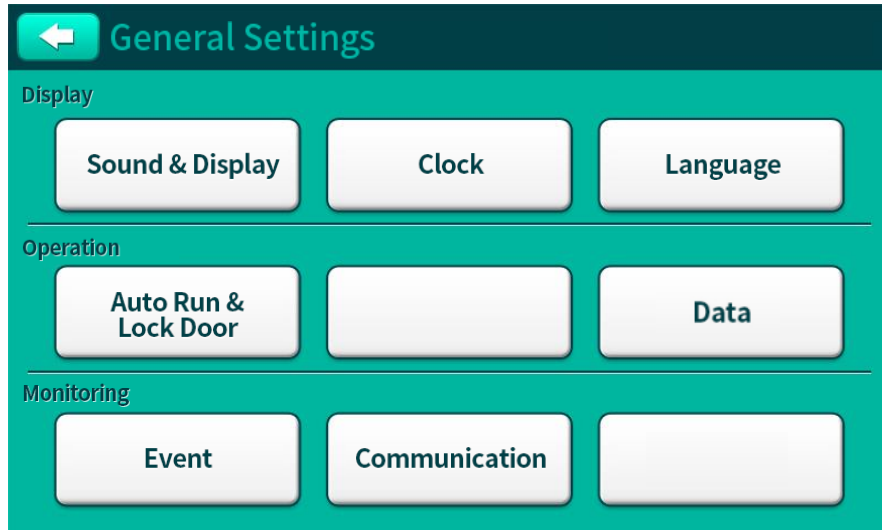 General Settings
Display
Sound & Display
Clock
Language
Operation
Auto Run &
Lock Door
Data
Monitoring
Event
Communication